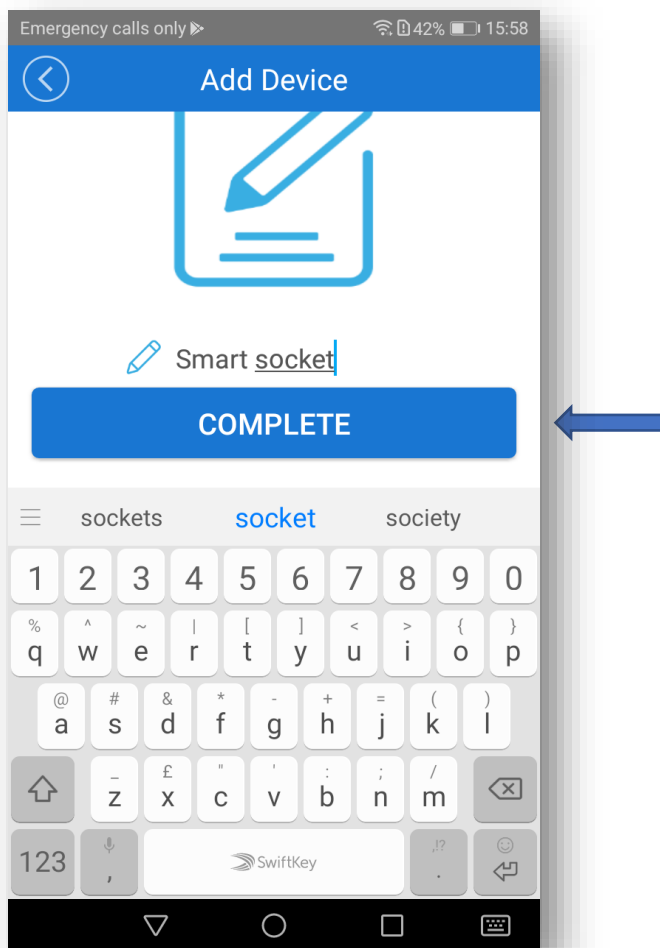 Emergency calls only 42% 15:58
Add Device
Smart socket
COMPLETE
sockets socket society
1 2 3 4 5 6 7 8 9 0
% ^ ~ | [ ] < > { }
q w e r t y u i o p
@ # & * - + = ( )
a s d f g h j k l
_ £ " ' : ; /
z x c v b n m
123 , SwiftKey ,!? .